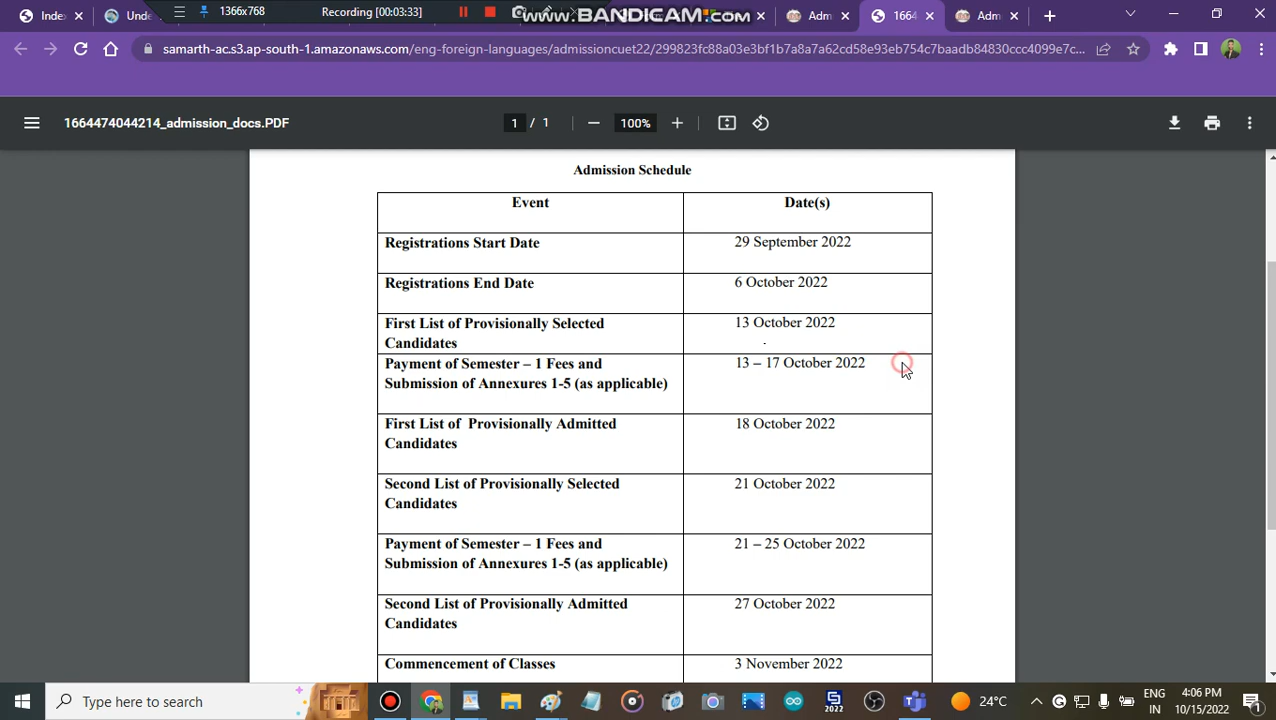 Index
Unde
1366x768
Recording [00:03:33]
www.BANDICAM.com
Adm
1664
Adm
samarth-ac.s3.ap-south-1.amazonaws.com/eng-foreign-languages/admissioncuet22/299823fc88a03e3bf1b7a8a7a62cd58e93eb754c7baadb84830ccc4099e7c...
1664474044214_admission_docs.PDF
1 / 1
100%
Admission Schedule
Event Date(s)
Registrations Start Date 29 September 2022
Registrations End Date 6 October 2022
First List of Provisionally Selected 13 October 2022
Candidates
Payment of Semester – 1 Fees and 13 – 17 October 2022
Submission of Annexures 1-5 (as applicable)
First List of Provisionally Admitted 18 October 2022
Candidates
Second List of Provisionally Selected 21 October 2022
Candidates
Payment of Semester – 1 Fees and 21 – 25 October 2022
Submission of Annexures 1-5 (as applicable)
Second List of Provisionally Admitted 27 October 2022
Candidates
Commencement of Classes 3 November 2022
Type here to search
2022
24°C
ENG
IN
4:06 PM
10/15/2022
1